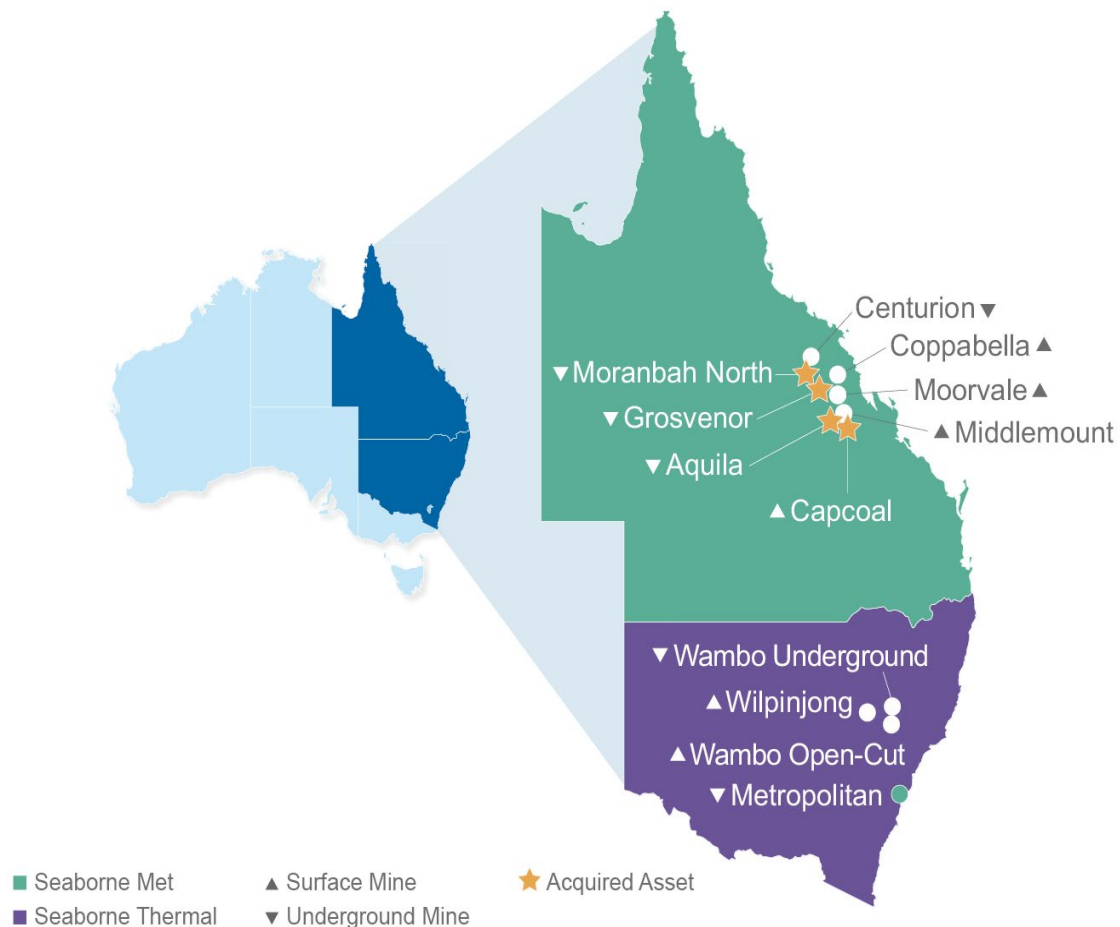 Centurion ▼
Coppabella ▲
▼ Moranbah North
Moorvale ▲
▼ Grosvenor
▲ Middlemount
▼ Aquila
▲ Capcoal
▼ Wambo Underground
▲ Wilpinjong
▲ Wambo Open-Cut
▼ Metropolitan
Seaborne Met
▲ Surface Mine
Acquired Asset
Seaborne Thermal
▼ Underground Mine